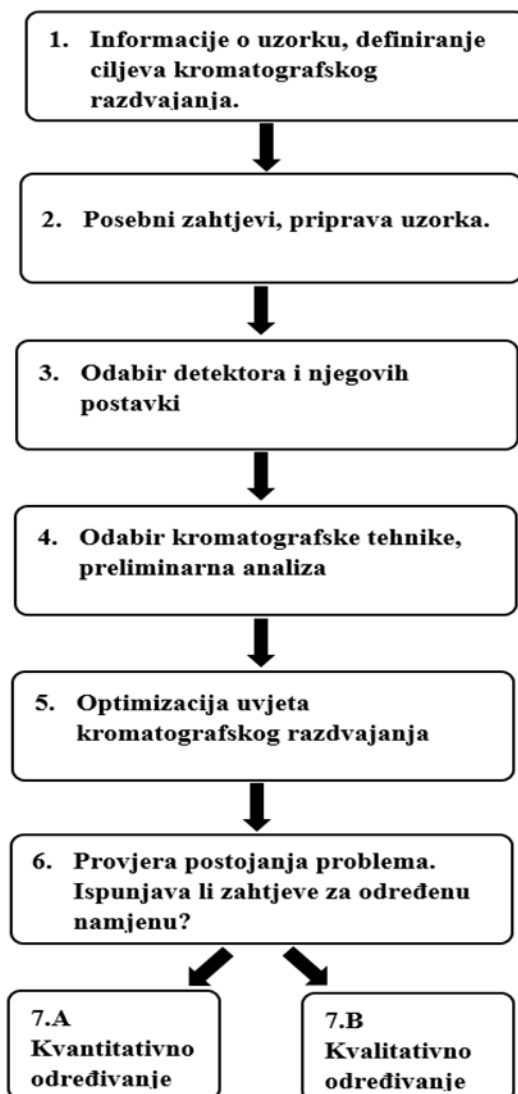 1. Informacije o uzorku, definiranje
ciljeva kromatografskog
razdvajanja.
2. Posebni zahtjevi, priprava uzorka.
3. Odabir detektora i njegovih
postavki
4. Odabir kromatografske tehnike,
preliminarna analiza
5. Optimizacija uvjeta
kromatografskog razdvajanja
6. Provjera postojanja problema.
Ispunjava li zahtjeve za određenu
namjenu?
7.A
Kvantitativno
određivanje
7.B
Kvalitativno
određivanje